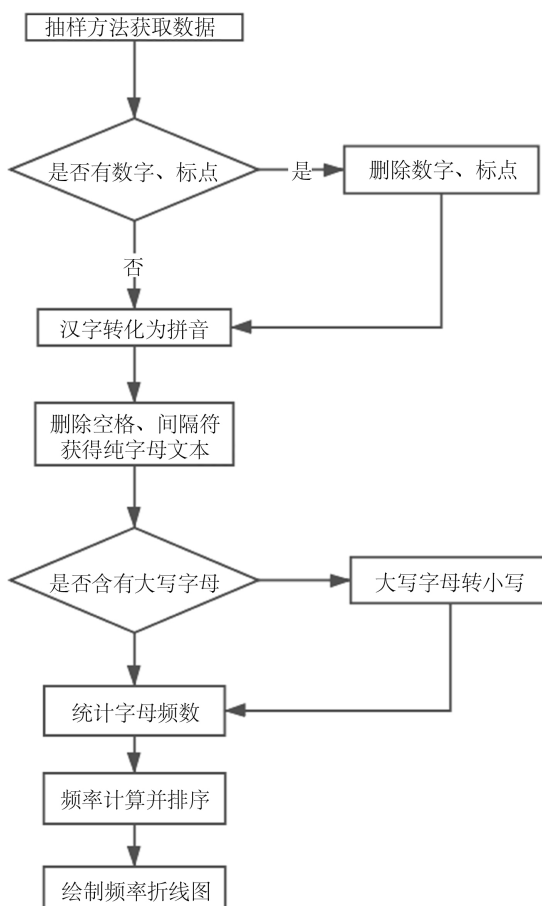 抽样方法获取数据
是否有数字、标点
是
删除数字、标点
否
汉字转化为拼音
删除空格、间隔符
获得纯字母文本
是否含有大写字母
大写字母转小写
统计字母频数
频率计算并排序
绘制频率折线图